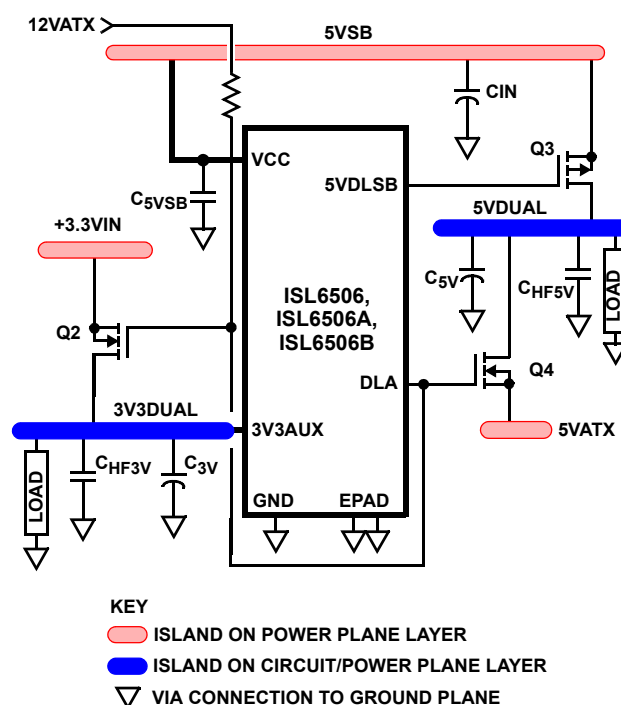 12VATX
5VSB
CIN
VCC
Q3
5VDLSB
C5VSB
+3.3VIN
5VDUAL
ISL6506,
ISL6506A,
ISL6506B
C5V
CHF5V
LOAD
Q2
DLA
Q4
3V3DUAL
3V3AUX
5VATX
CHF3V
C3V
LOAD
GND
EPAD
KEY
ISLAND ON POWER PLANE LAYER
ISLAND ON CIRCUIT/POWER PLANE LAYER
VIA CONNECTION TO GROUND PLANE